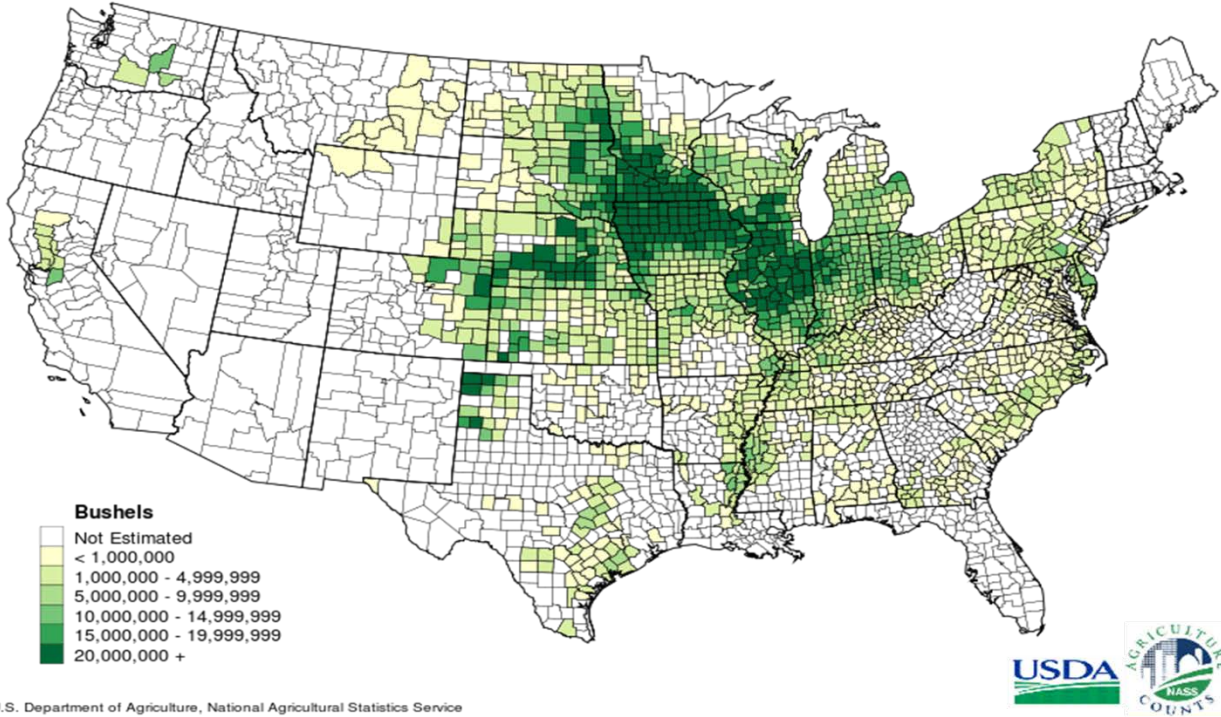 Bushels
Not Estimated
< 1,000,000
1,000,000 - 4,999,999
5,000,000 - 9,999,999
10,000,000 - 14,999,999
15,000,000 - 19,999,999
20,000,000 +
USDA
AGRICULTURE
NASS
COUNTS
.S. Department of Agriculture, National Agricultural Statistics Service